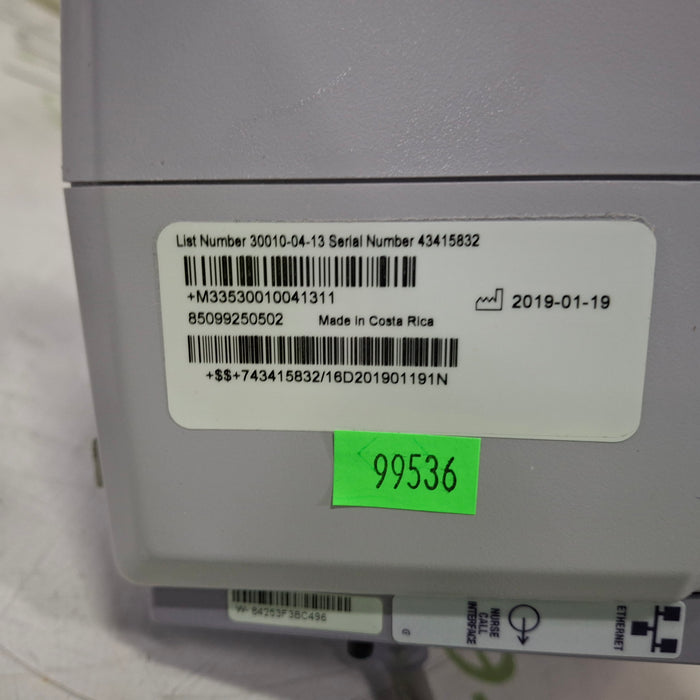 List Number 30010-04-13 Serial Number 43415832
+M33530010041311
2019-01-19
85099250502 Made in Costa Rica
+$$+743415832/16D201901191N
99536
W- 84253F3BC496
NURSE
CALL
INTERFACE
ETHERNET